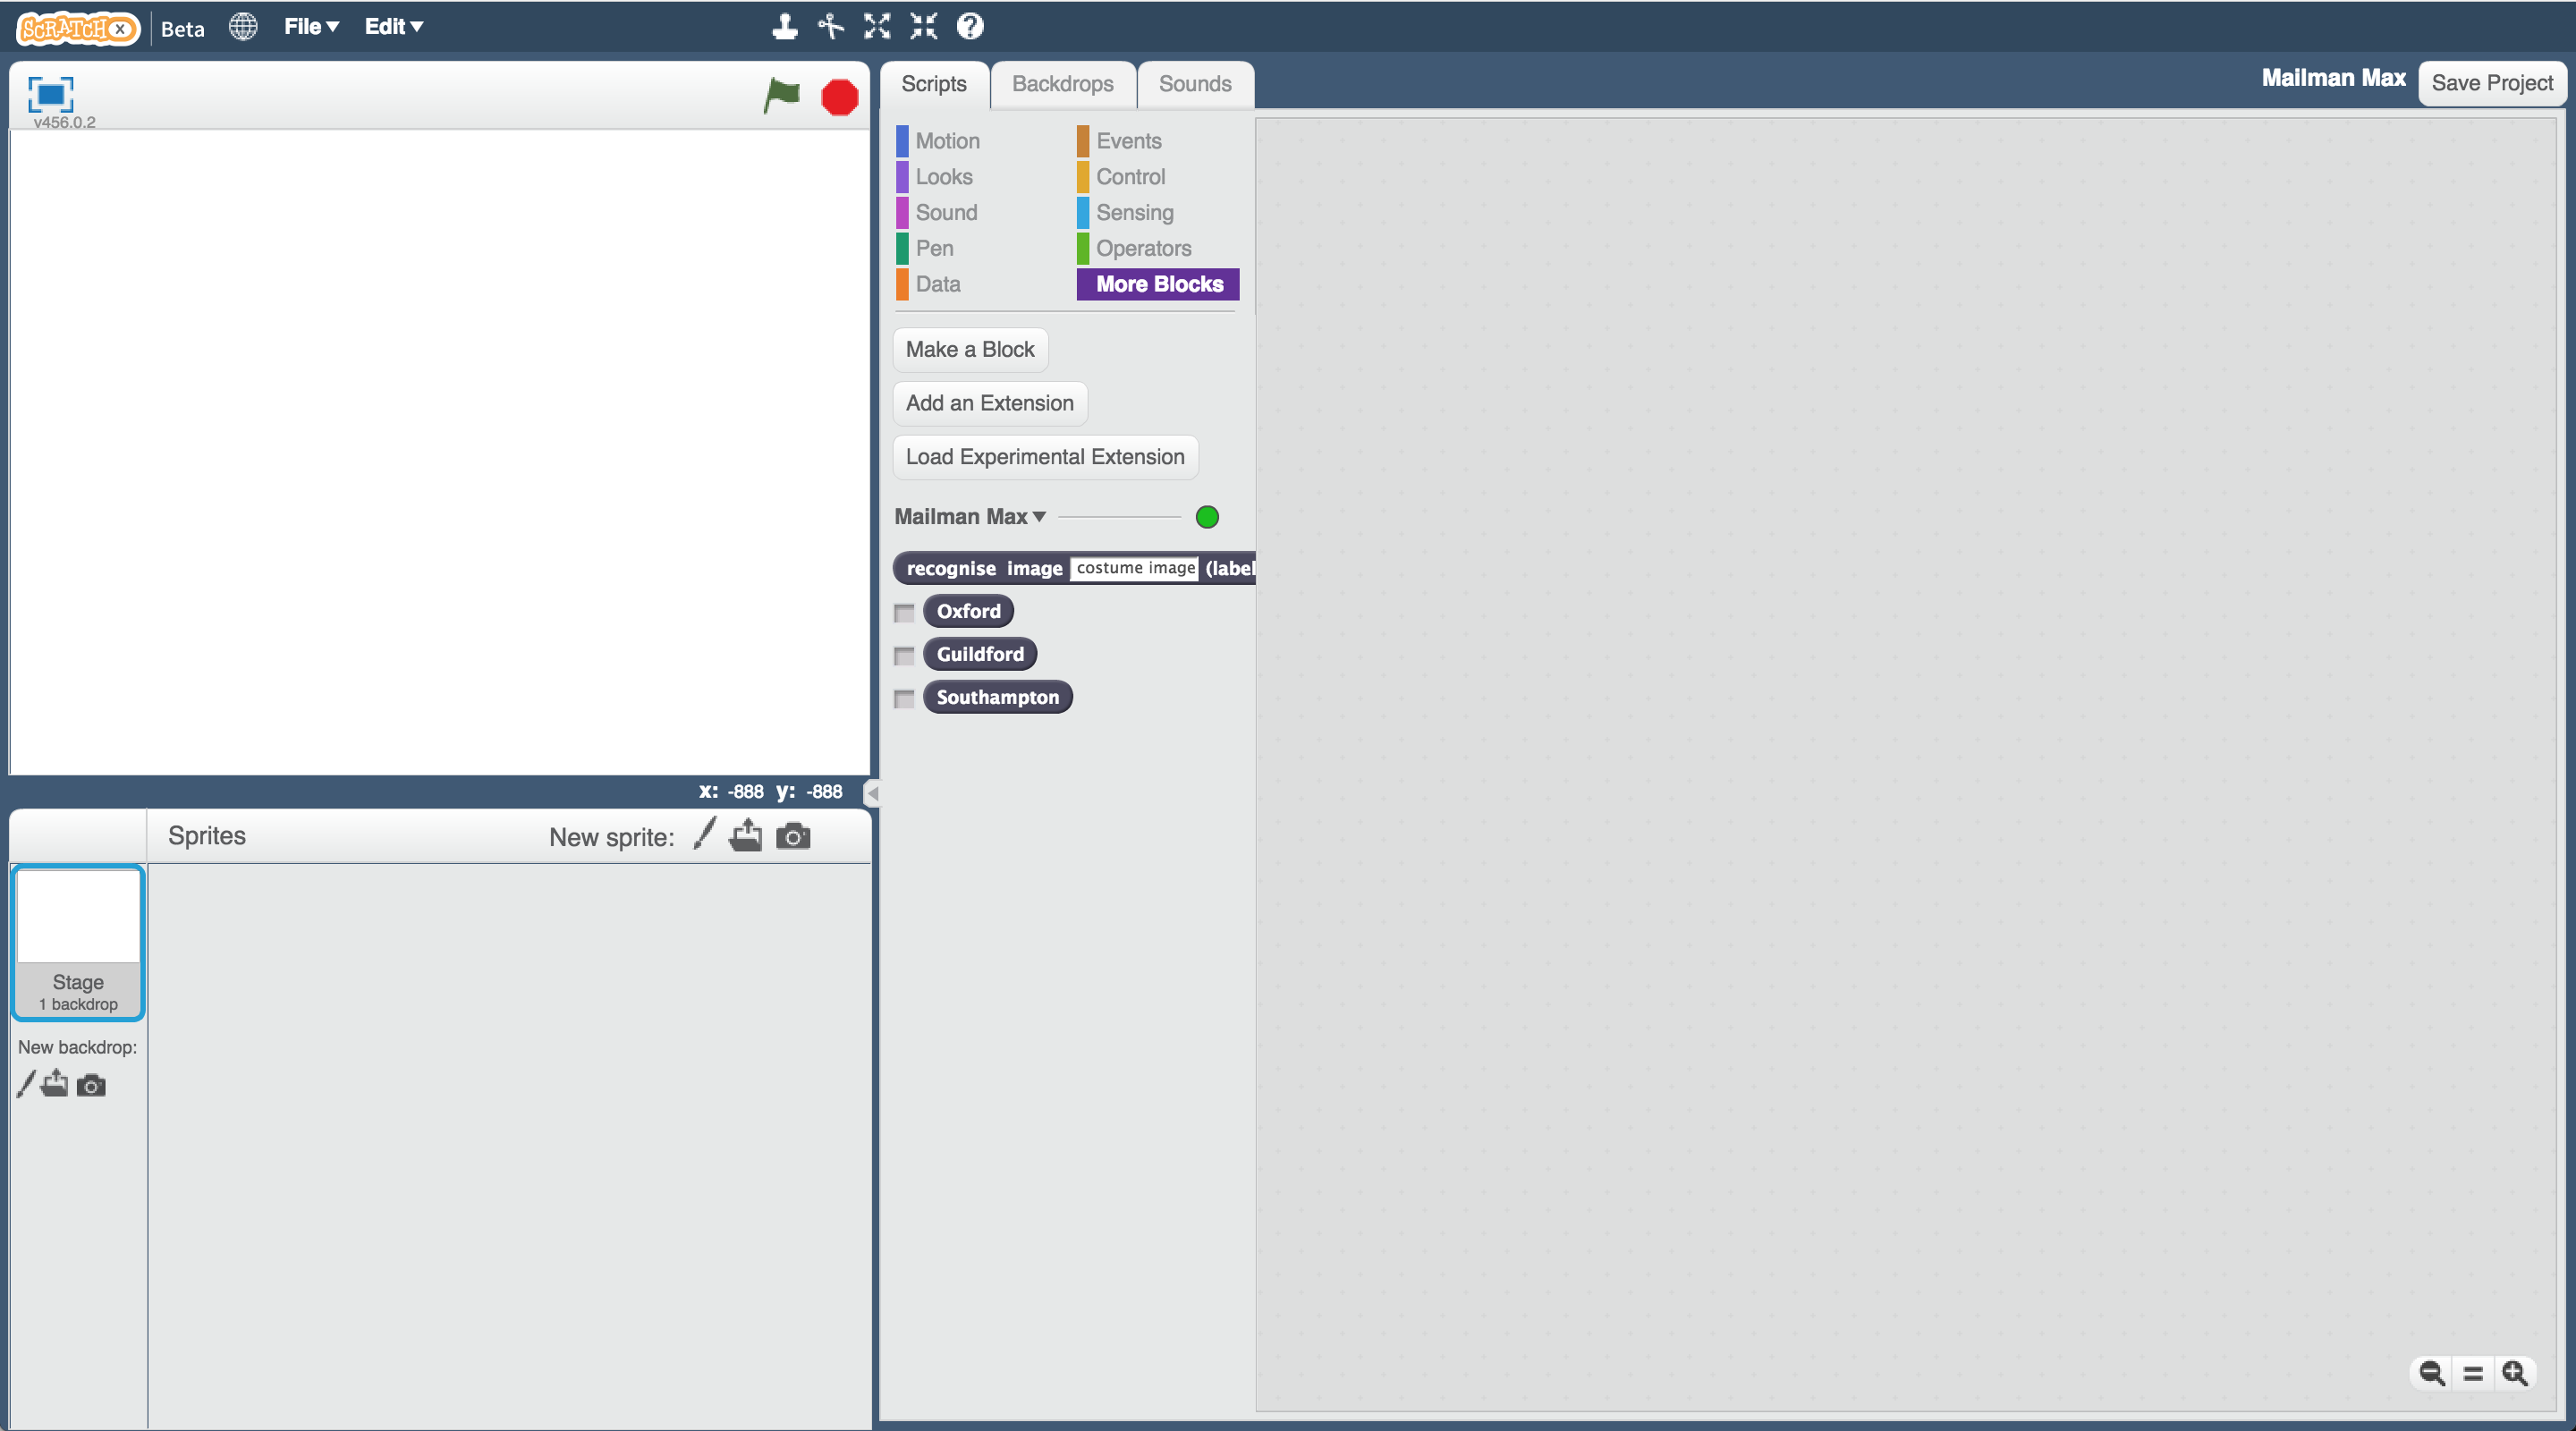 SCRATCH X Beta File Edit
v456.0.2
Scripts Backdrops Sounds
Mailman Max Save Project
Motion Events
Looks Control
Sound Sensing
Pen Operators
Data More Blocks
Make a Block
Add an Extension
Load Experimental Extension
Mailman Max
recognise image costume image (label
Oxford
Guildford
Southampton
x: -888 y: -888
Sprites New sprite:
Stage
1 backdrop
New backdrop: